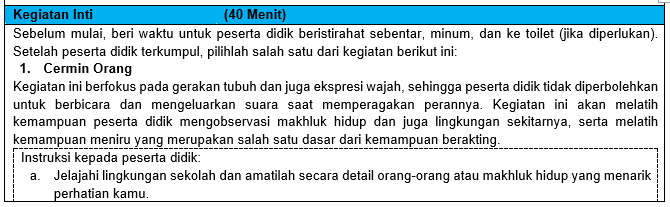 Kegiatan Inti (40 Menit)
Sebelum mulai, beri waktu untuk peserta didik beristirahat sebentar, minum, dan ke toilet (jika diperlukan).
Setelah peserta didik terkumpul, pilihlah salah satu dari kegiatan berikut ini:
1. Cermin Orang
Kegiatan ini berfokus pada gerakan tubuh dan juga ekspresi wajah, sehingga peserta didik tidak diperbolehkan
untuk berbicara dan mengeluarkan suara saat memperagakan perannya. Kegiatan ini akan melatih
kemampuan peserta didik mengobservasi makhluk hidup dan juga lingkungan sekitarnya, serta melatih
kemampuan meniru yang merupakan salah satu dasar dari kemampuan berakting.
Instruksi kepada peserta didik:
a. Jelajahi lingkungan sekolah dan amatilah secara detail orang-orang atau makhluk hidup yang menarik
perhatian kamu.